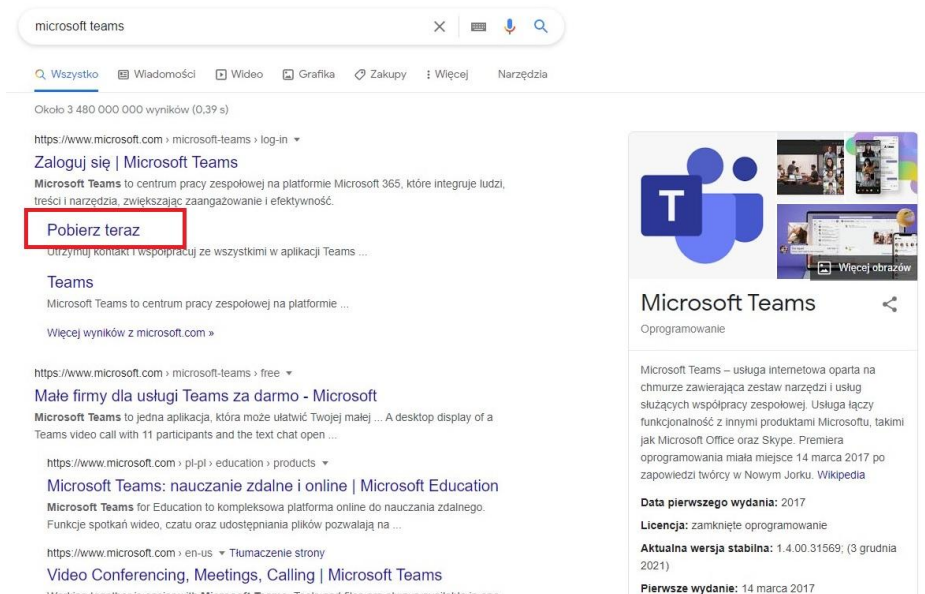 microsoft teams
Wszystko Wiadomości Wideo Grafika Zakupy Więcej Narzędzia
Około 3 480 000 000 wyników (0,39 s)
https://www.microsoft.com › microsoft-teams › log-in
Zaloguj się | Microsoft Teams
Microsoft Teams to centrum pracy zespołowej na platformie Microsoft 365, które integruje ludzi,
treści i narzędzia, zwiększając zaangażowanie i efektywność.
Pobierz teraz
Utrzymuj kontakt i współpracuj ze wszystkimi w aplikacji Teams ...
Teams
Microsoft Teams to centrum pracy zespołowej na platformie ...
Więcej wyników z microsoft.com »
https://www.microsoft.com › microsoft-teams › free
Małe firmy dla usługi Teams za darmo - Microsoft
Microsoft Teams to jedna aplikacja, która może ułatwić Twojej małej ... A desktop display of a
Teams video call with 11 participants and the text chat open ...
https://www.microsoft.com › pl-pl › education › products
Microsoft Teams: nauczanie zdalne i online | Microsoft Education
Microsoft Teams for Education to kompleksowa platforma online do nauczania zdalnego.
Funkcje spotkań wideo, czatu oraz udostępniania plików pozwalają na ...
https://www.microsoft.com › en-us Tłumaczenie strony
Video Conferencing, Meetings, Calling | Microsoft Teams
T
Więcej obrazów
Microsoft Teams
Oprogramowanie
Microsoft Teams – usługa internetowa oparta na
chmurze zawierająca zestaw narzędzi i usług
służących współpracy zespołowej. Usługa łączy
funkcjonalność z innymi produktami Microsoftu, takimi
jak Microsoft Office oraz Skype. Premiera
oprogramowania miała miejsce 14 marca 2017 po
zapowiedzi twórcy w Nowym Jorku. Wikipedia
Data pierwszego wydania: 2017
Licencja: zamknięte oprogramowanie
Aktualna wersja stabilna: 1.4.00.31569; (3 grudnia
2021)
Pierwsze wydanie: 14 marca 2017